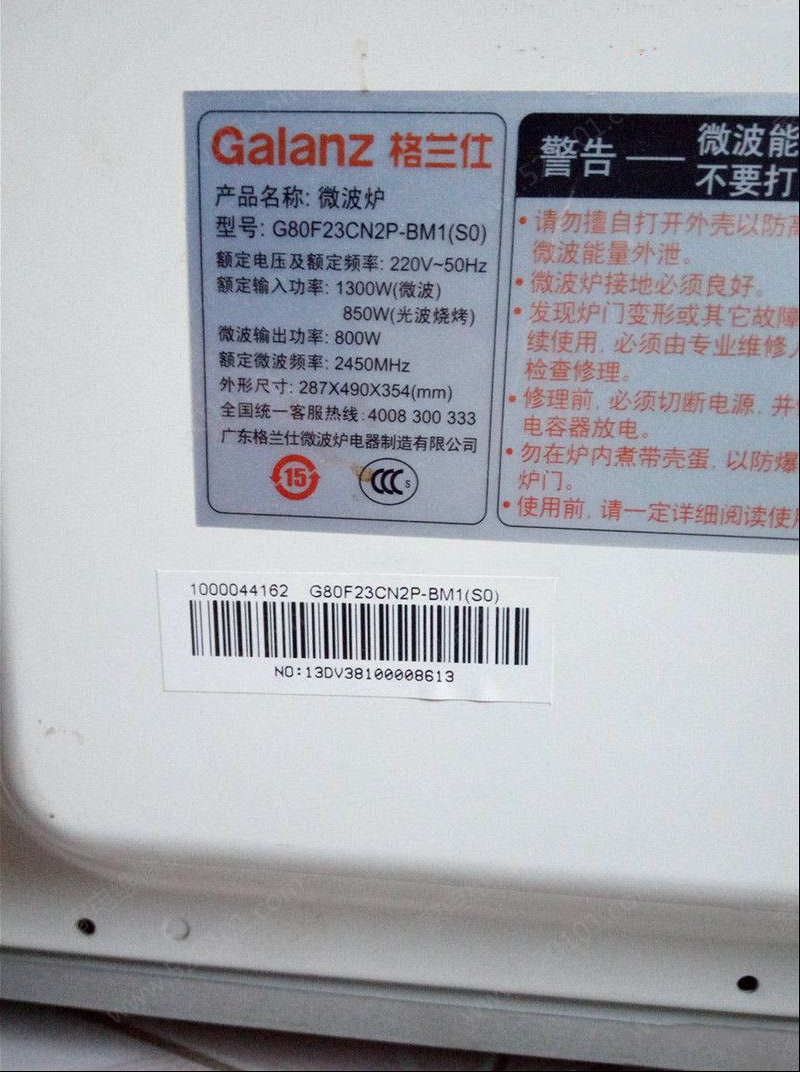 Galanz 格兰仕
产品名称: 微波炉
型号: G80F23CN2P-BM1(S0)
额定电压及额定频率: 220V~50Hz
额定输入功率: 1300W(微波)
850W(光波烧烤)
微波输出功率: 800W
额定微波频率: 2450MHz
外形尺寸: 287X490X354(mm)
全国统一客服热线: 4008 300 333
广东格兰仕微波炉电器制造有限公司
15
CCC S
警告 — 微波能
不要打
• 请勿擅自打开外壳以防高
微波能量外泄。
• 微波炉接地必须良好。
• 发现炉门变形或其它故障
续使用, 必须由专业维修人
检查修理。
• 修理前, 必须切断电源, 并
电容器放电。
• 勿在炉内煮带壳蛋, 以防爆
炉门。
• 使用前, 请一定详细阅读使用
1000044162 G80F23CN2P-BM1(S0)
NO:13DV38100008613